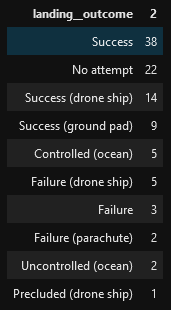 landing__outcome 2
Success 38
No attempt 22
Success (drone ship) 14
Success (ground pad) 9
Controlled (ocean) 5
Failure (drone ship) 5
Failure 3
Failure (parachute) 2
Uncontrolled (ocean) 2
Precluded (drone ship) 1